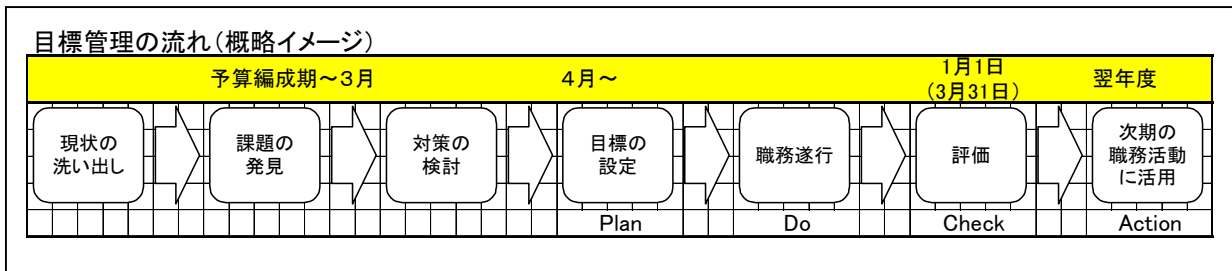 目標管理の流れ(概略イメージ)
予算編成期～3月
4月～
1月1日
(3月31日)
翌年度
現状の
洗い出し
課題の
発見
対策の
検討
目標の
設定
職務遂行
評価
次期の
職務活動
に活用
Plan
Do
Check
Action